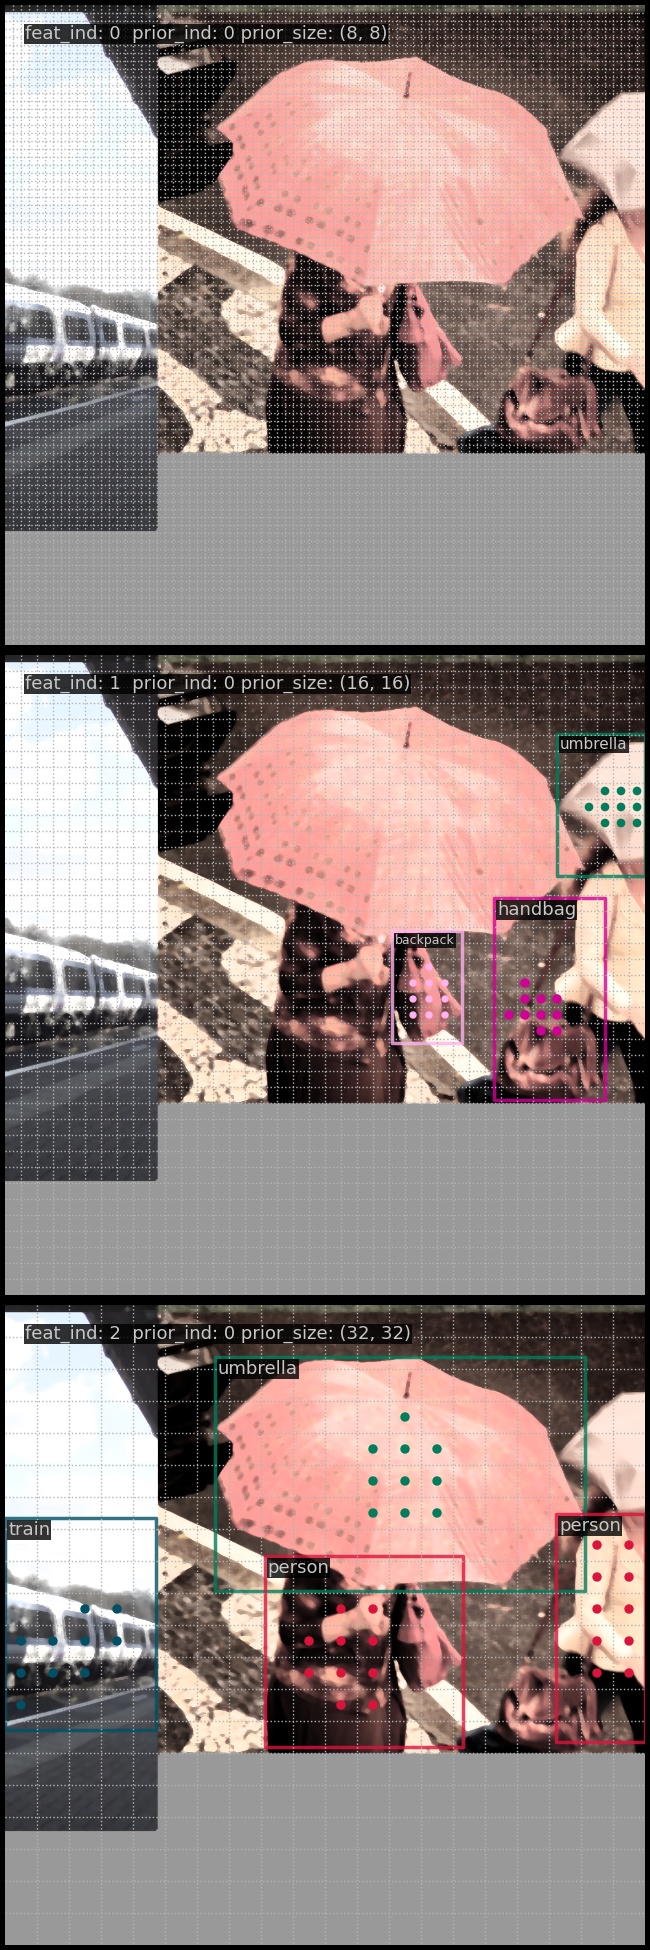 feat_ind: 0  prior_ind: 0 prior_size: (8, 8)
feat_ind: 1  prior_ind: 0 prior_size: (16, 16)
umbrella
handbag
backpack
feat_ind: 2  prior_ind: 0 prior_size: (32, 32)
umbrella
train
person
person